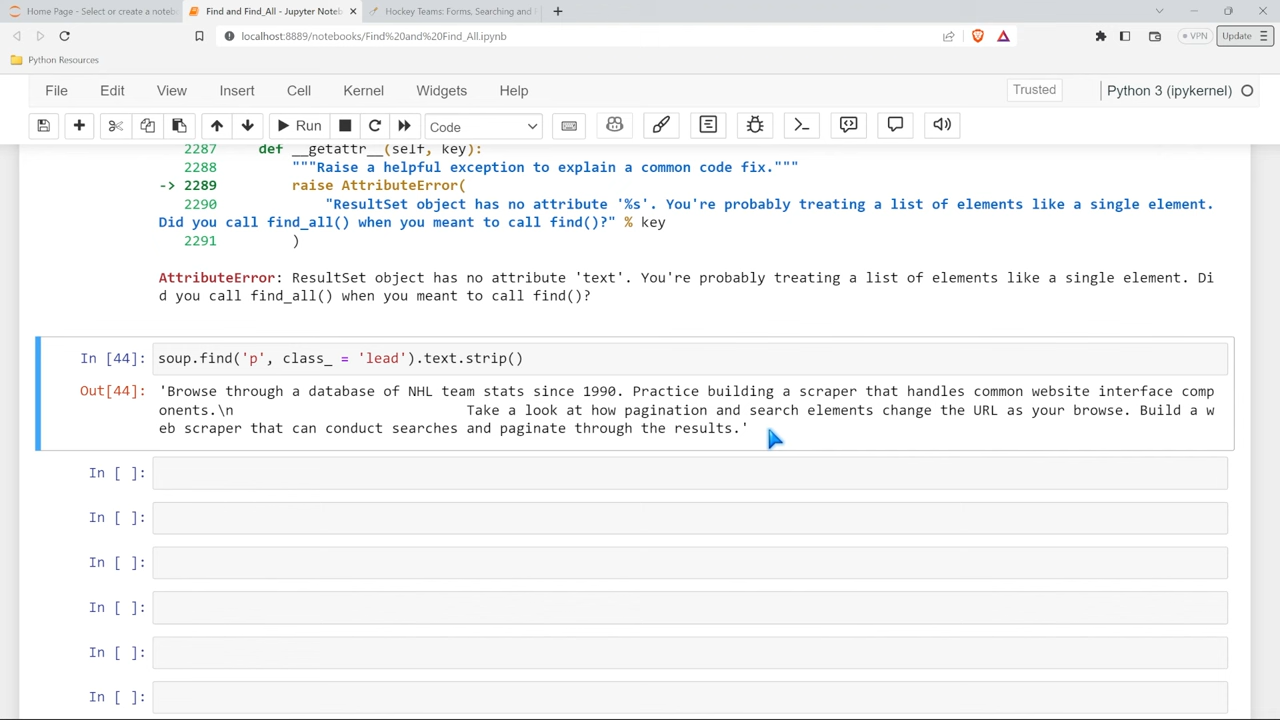 Home Page - Select or create a noteb
Find and Find_All - Jupyter Noteb
Hockey Teams: Forms, Searching and
localhost:8889/notebooks/Find%20and%20Find_All.ipynb
VPN
Update
Python Resources
File Edit View Insert Cell Kernel Widgets Help
Trusted
Python 3 (ipykernel)
Run
Code
2287 def __getattr__(self, key):
2288 """Raise a helpful exception to explain a common code fix."""
-> 2289 raise AttributeError(
2290 "ResultSet object has no attribute '%s'. You're probably treating a list of elements like a single element.
Did you call find_all() when you meant to call find()?" % key
2291 )
AttributeError: ResultSet object has no attribute 'text'. You're probably treating a list of elements like a single element. Di
d you call find_all() when you meant to call find()?
In [44]: soup.find('p', class_ = 'lead').text.strip()
Out[44]: 'Browse through a database of NHL team stats since 1990. Practice building a scraper that handles common website interface comp
onents.\n Take a look at how pagination and search elements change the URL as your browse. Build a w
eb scraper that can conduct searches and paginate through the results.'
In [ ]:
In [ ]:
In [ ]:
In [ ]:
In [ ]:
In [ ]: